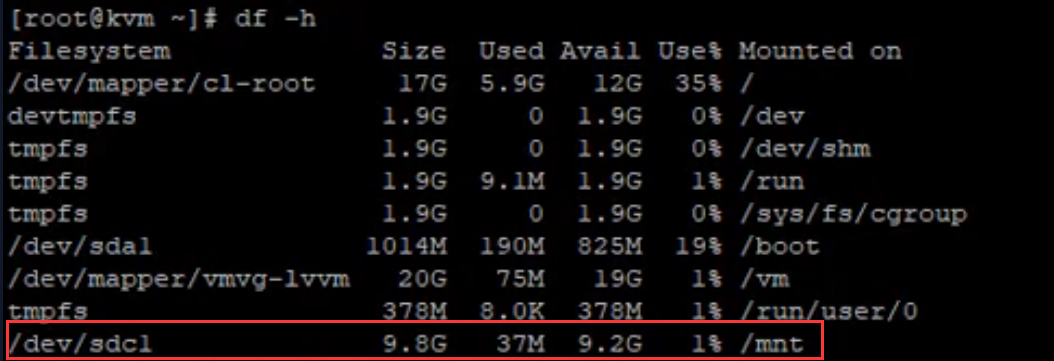 [root@kvm ~]# df -h
Filesystem Size Used Avail Use% Mounted on
/dev/mapper/cl-root 17G 5.9G 12G 35% /
devtmpfs 1.9G 0 1.9G 0% /dev
tmpfs 1.9G 0 1.9G 0% /dev/shm
tmpfs 1.9G 9.1M 1.9G 1% /run
tmpfs 1.9G 0 1.9G 0% /sys/fs/cgroup
/dev/sda1 1014M 190M 825M 19% /boot
/dev/mapper/vmvg-lvvm 20G 75M 19G 1% /vm
tmpfs 378M 8.0K 378M 1% /run/user/0
/dev/sdc1 9.8G 37M 9.2G 1% /mnt